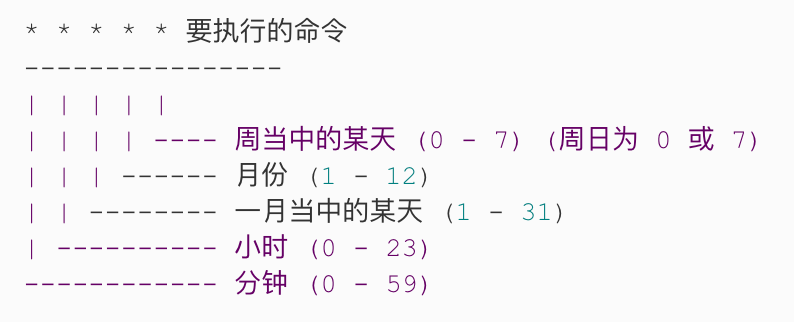 * * * * * 要执行的命令
----------------
| | | | |
| | | | ---- 周当中的某天 (0 - 7) (周日为 0 或 7)
| | | ------ 月份 (1 - 12)
| | -------- 一月当中的某天 (1 - 31)
| ---------- 小时 (0 - 23)
------------ 分钟 (0 - 59)